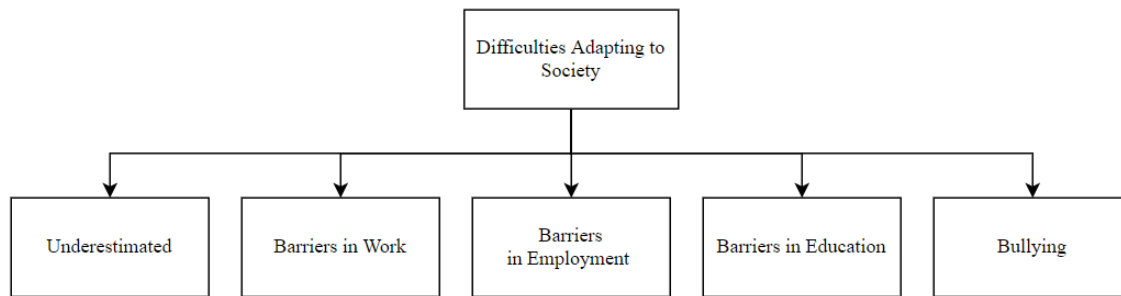 Difficulties Adapting to
Society
Underestimated
Barriers in Work
Barriers
in Employment
Barriers in Education
Bullying